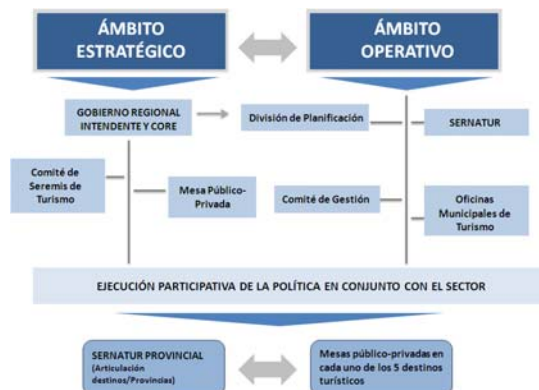 ÁMBITO
ESTRATÉGICO
ÁMBITO
OPERATIVO
GOBIERNO REGIONAL
INTENDENTE Y CORE
División de Planificación
SERNATUR
Comité de
Seremis de
Turismo
Mesa Público-
Privada
Comité de Gestión
Oficinas
Municipales de
Turismo
EJECUCIÓN PARTICIPATIVA DE LA POLÍTICA EN CONJUNTO CON EL SECTOR
SERNATUR PROVINCIAL
(Articulación
destinos/Provincias)
Mesas público-privadas en
cada uno de los 5 destinos
turísticos